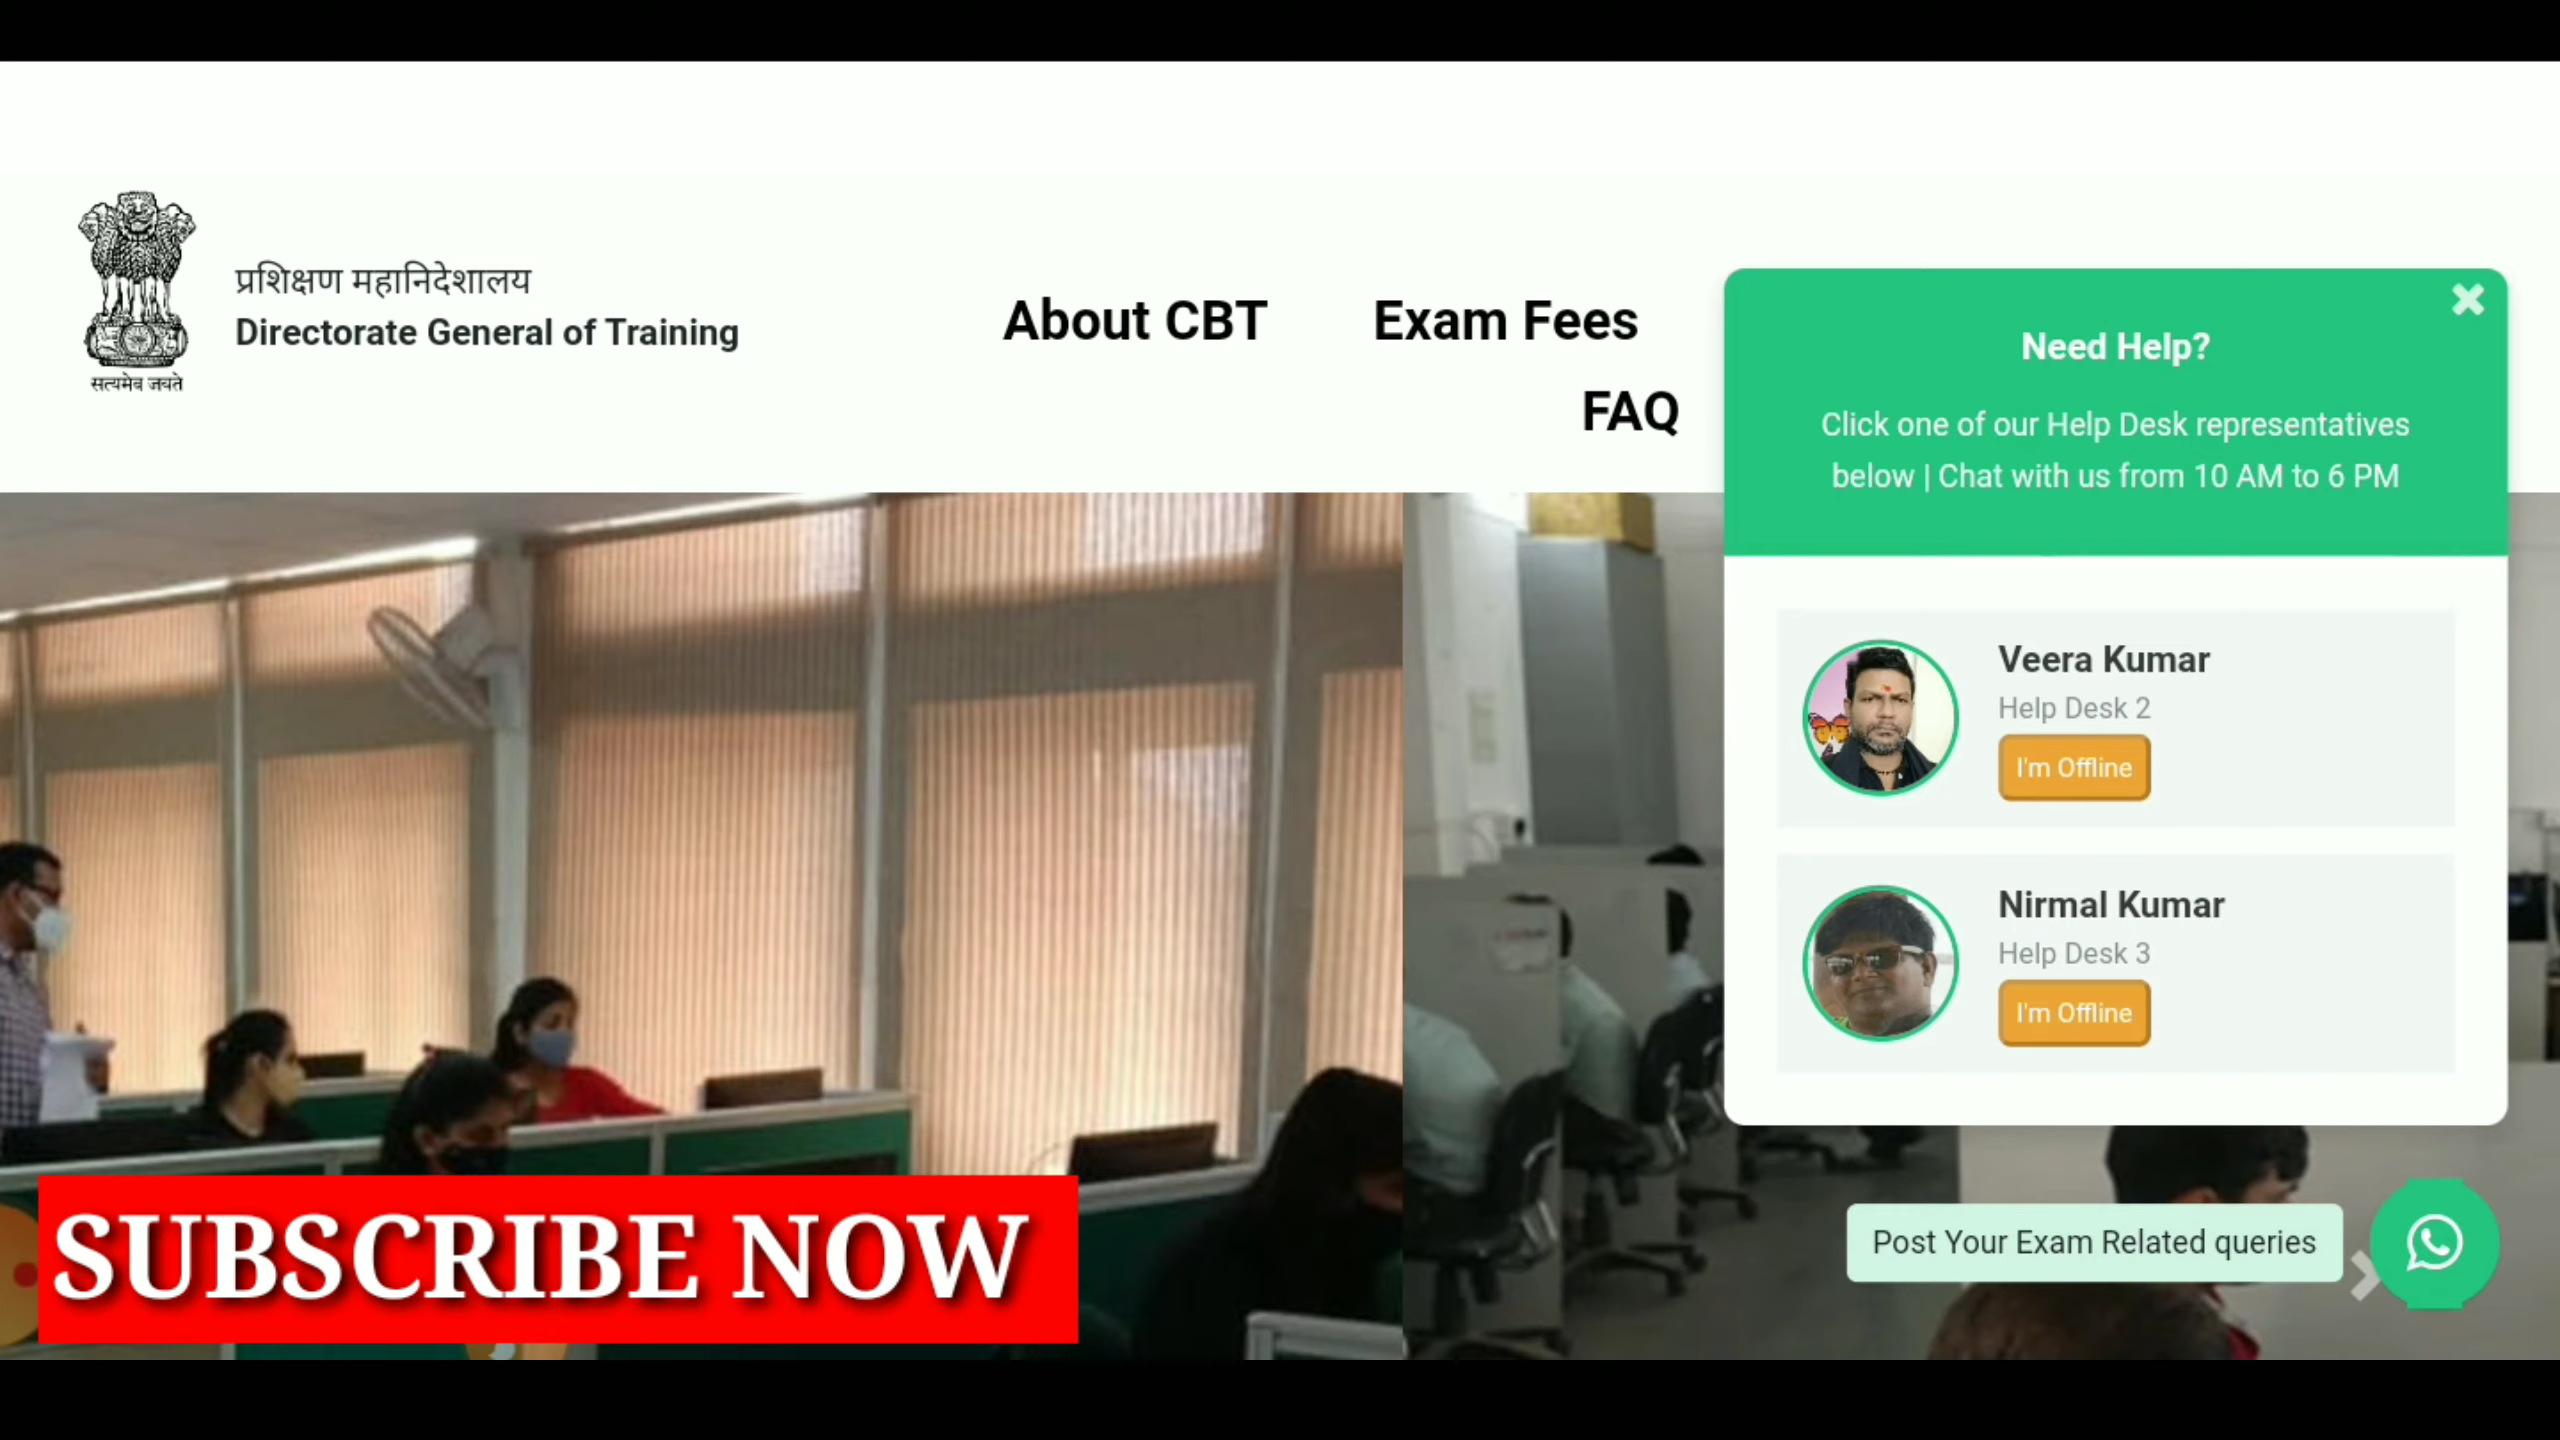 सत्यमेव जयते
प्रशिक्षण महानिदेशालय
Directorate General of Training
About CBT
Exam Fees
FAQ
Need Help?
Click one of our Help Desk representatives
below | Chat with us from 10 AM to 6 PM
Veera Kumar
Help Desk 2
I'm Offline
Nirmal Kumar
Help Desk 3
I'm Offline
Post Your Exam Related queries
SUBSCRIBE NOW